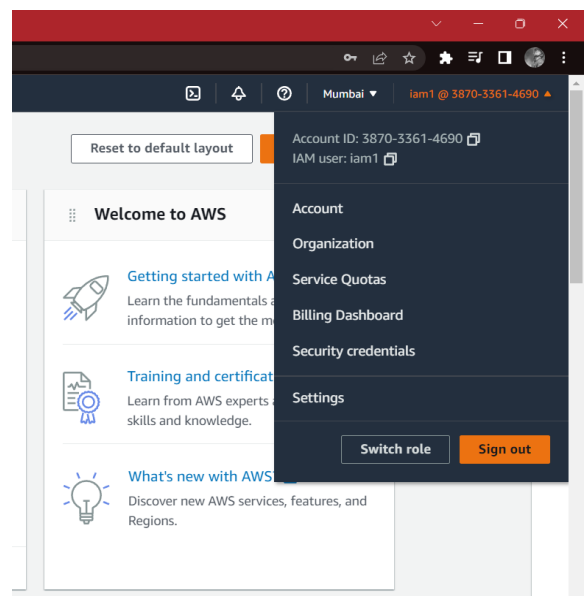 Mumbai ▼
iam1 @ 3870-3361-4690 ▲
Reset to default layout
Account ID: 3870-3361-4690
IAM user: iam1
Account
Organization
Service Quotas
Billing Dashboard
Security credentials
Settings
Switch role
Sign out
Welcome to AWS
Getting started with A
Learn the fundamentals a
information to get the m
Training and certificat
Learn from AWS experts
skills and knowledge.
What's new with AWS?
Discover new AWS services, features, and
Regions.